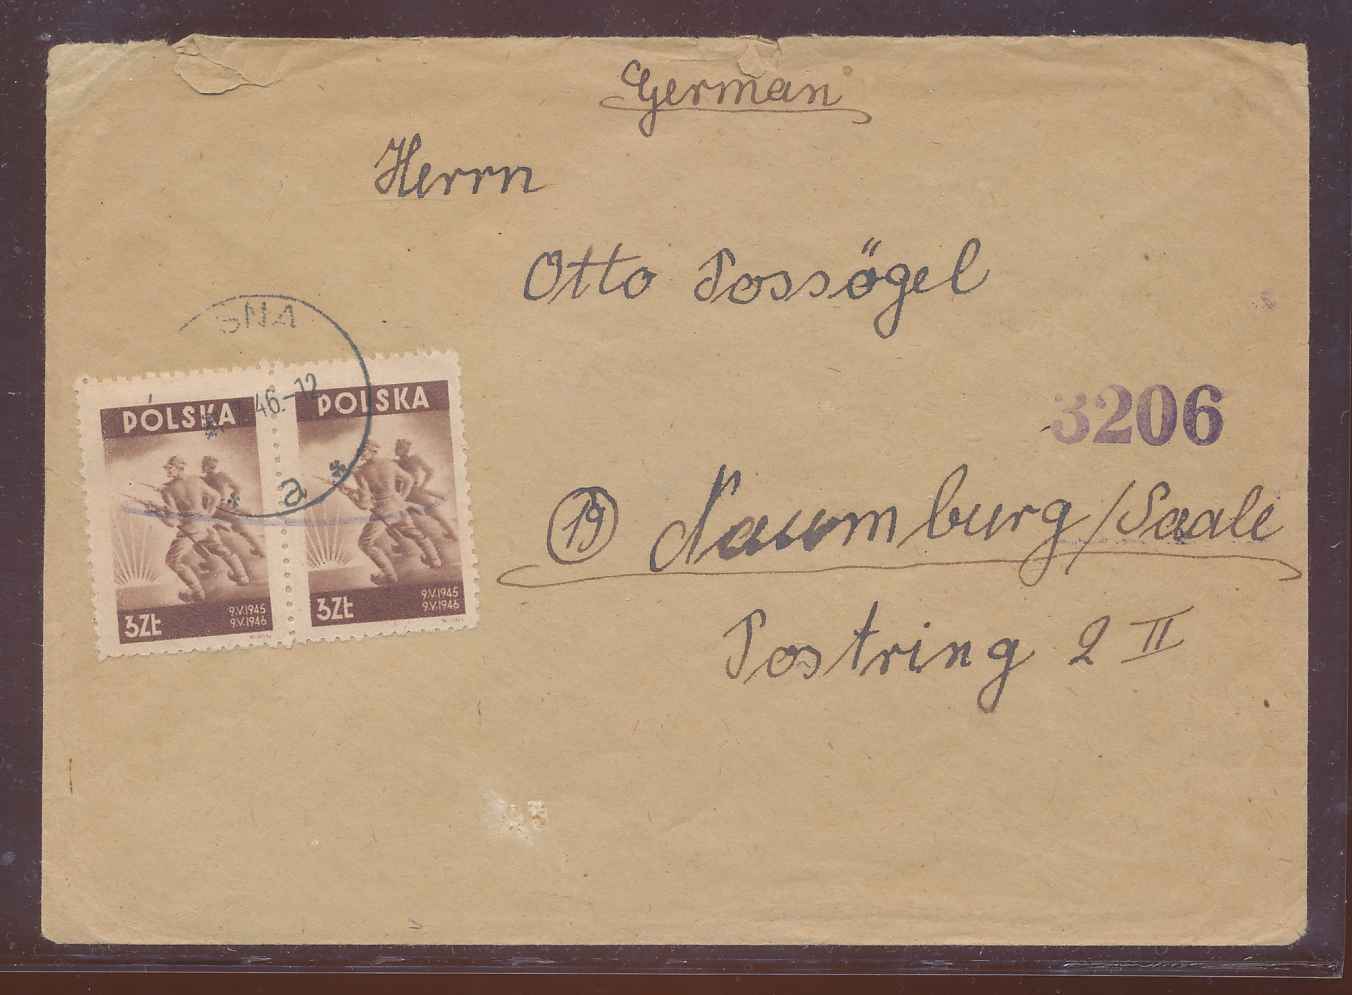 German
Herrn
Otto Possögel
3206
(19) Naumburg/Saale
Postring 2 II
46.-12
a
POLSKA
3ZŁ
9.V.1945
9.V.1946
POLSKA
3ZŁ
9.V.1945
9.V.1946